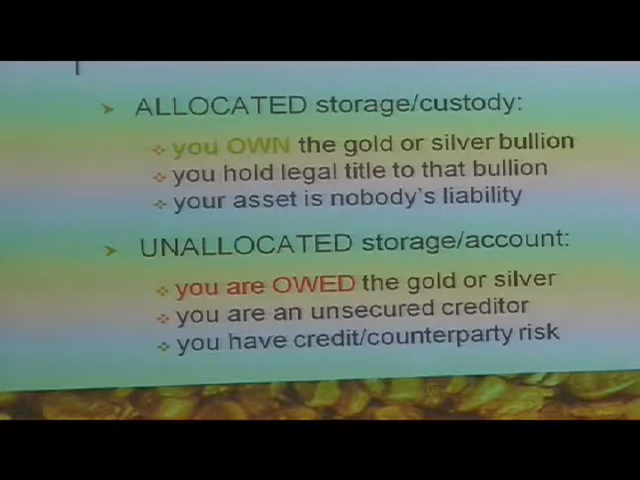 ALLOCATED storage/custody:
you OWN the gold or silver bullion
you hold legal title to that bullion
your asset is nobody's liability
UNALLOCATED storage/account:
you are OWED the gold or silver
you are an unsecured creditor
you have credit/counterparty risk